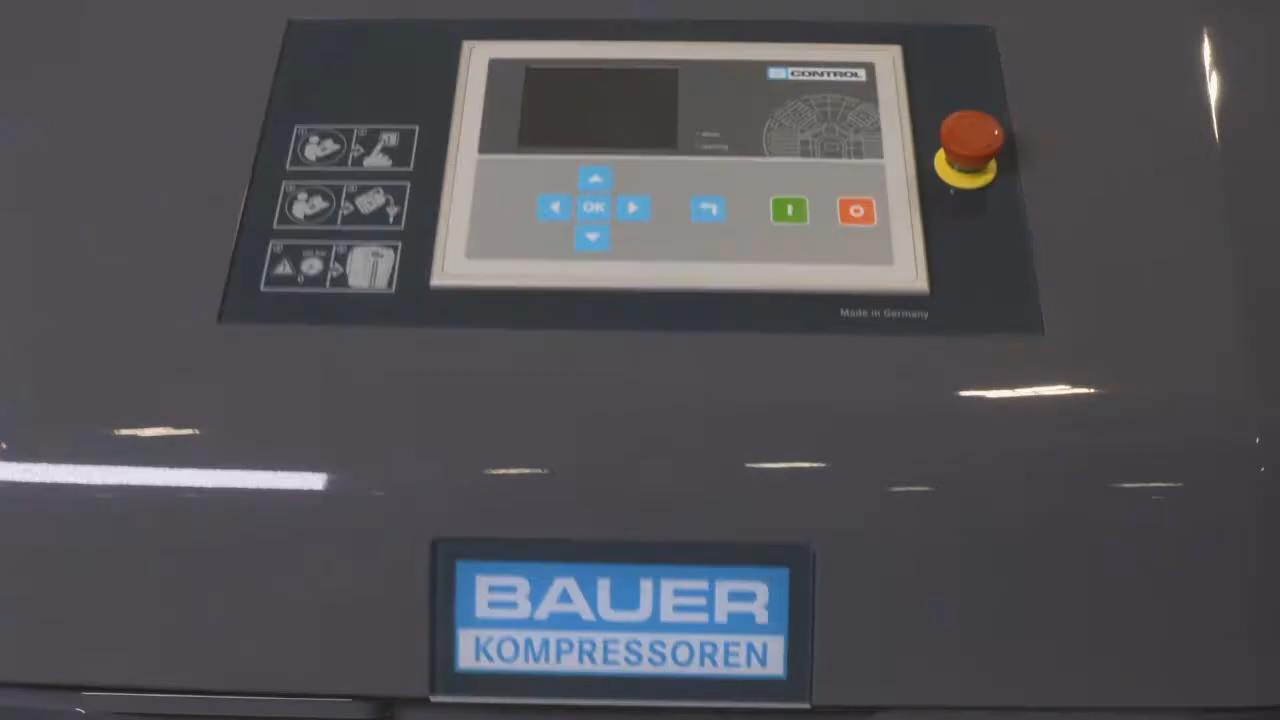 CONTROL
OK
Made in Germany
BAUER
KOMPRESSOREN